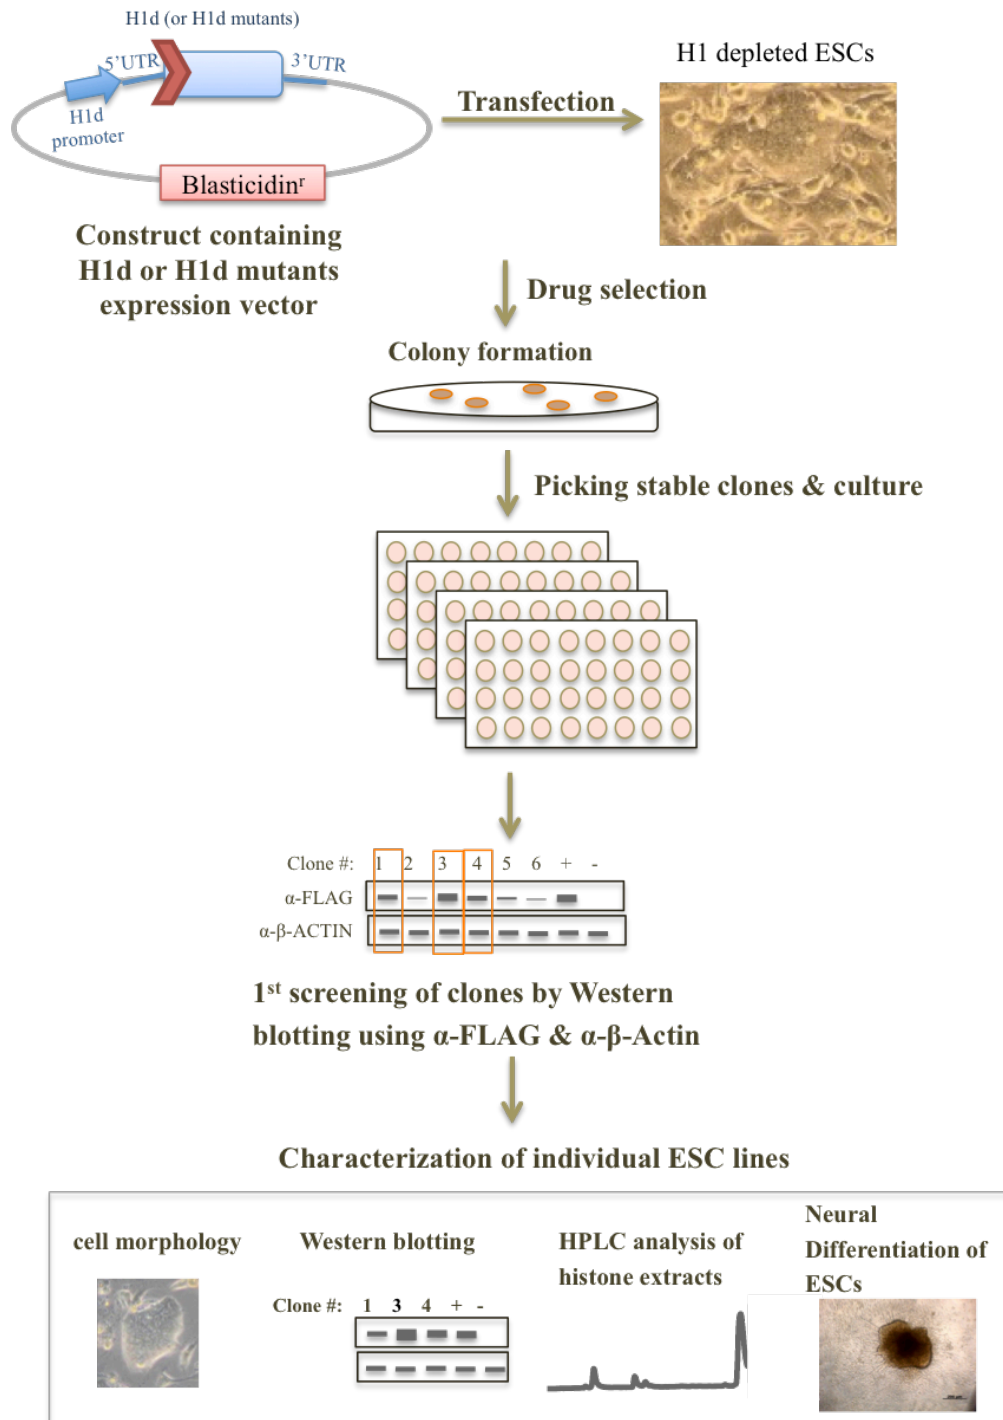 H1d (or H1d mutants)
5’UTR
3’UTR
H1d
promoter
Blasticidinʳ
Construct containing
H1d or H1d mutants
expression vector
Transfection
H1 depleted ESCs
Drug selection
Colony formation
Picking stable clones & culture
Clone #: 1 2 3 4 5 6 + -
α-FLAG
α-β-ACTIN
1ˢᵗ screening of clones by Western
blotting using α-FLAG & α-β-Actin
Characterization of individual ESC lines
cell morphology
Western blotting
Clone #: 1 3 4 + -
HPLC analysis of
histone extracts
Neural
Differentiation of
ESCs